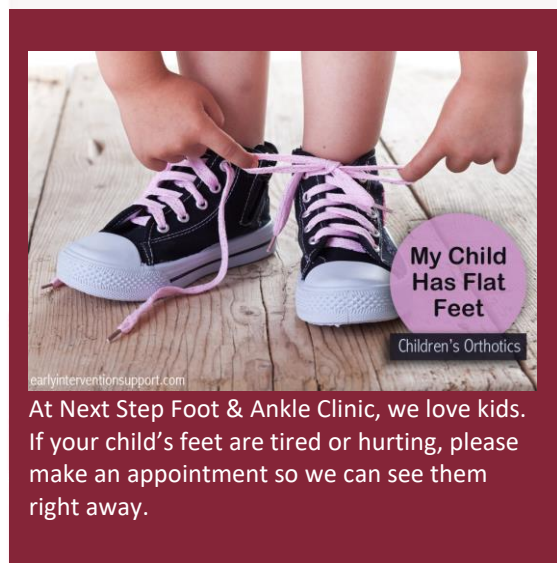 My Child
Has Flat
Feet
Children's Orthotics
earlyinterventionsupport.com
At Next Step Foot & Ankle Clinic, we love kids.
If your child’s feet are tired or hurting, please
make an appointment so we can see them
right away.